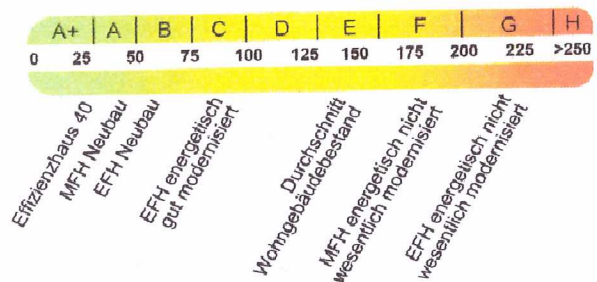 A+ A B C D E F G H
0 25 50 75 100 125 150 175 200 225 >250
Effizienzhaus 40
MFH Neubau
EFH Neubau
EFH energetisch
gut modernisiert
Durchschnitt
Wohngebäudebestand
MFH energetisch nicht
wesentlich modernisiert
EFH energetisch nicht
wesentlich modernisiert